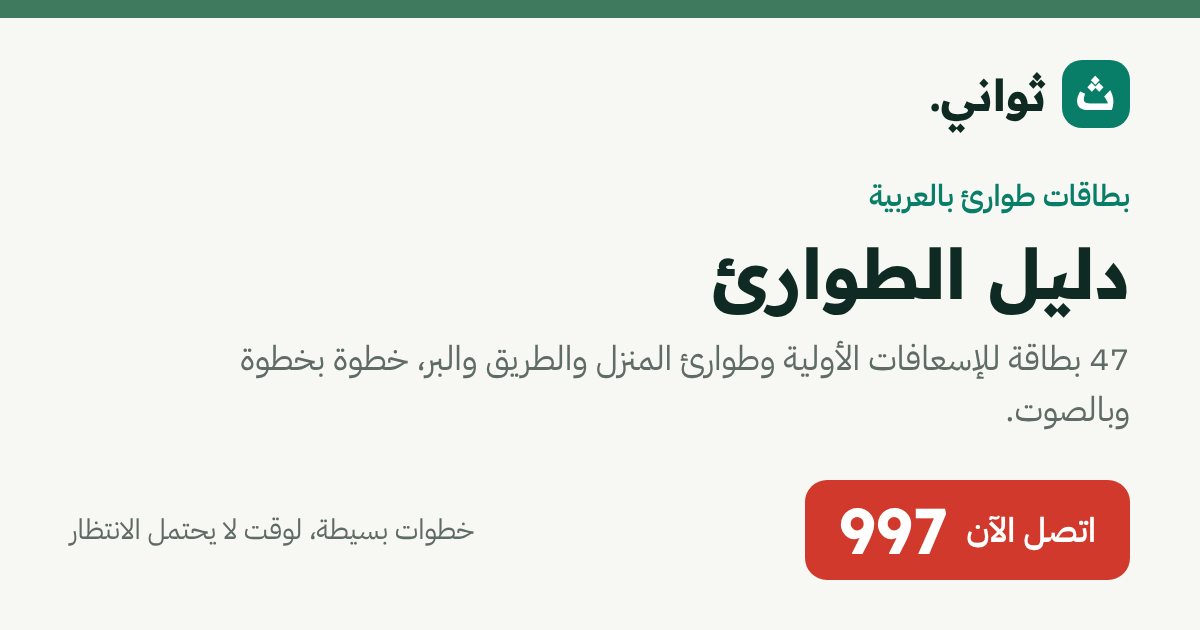 ث ثواني.
بطاقات طوارئ بالعربية
دليل الطوارئ
47 بطاقة للإسعافات الأولية وطوارئ المنزل والطريق والبر، خطوة بخطوة
وبالصوت.
اتصل الآن 997
خطوات بسيطة، لوقت لا يحتمل الانتظار